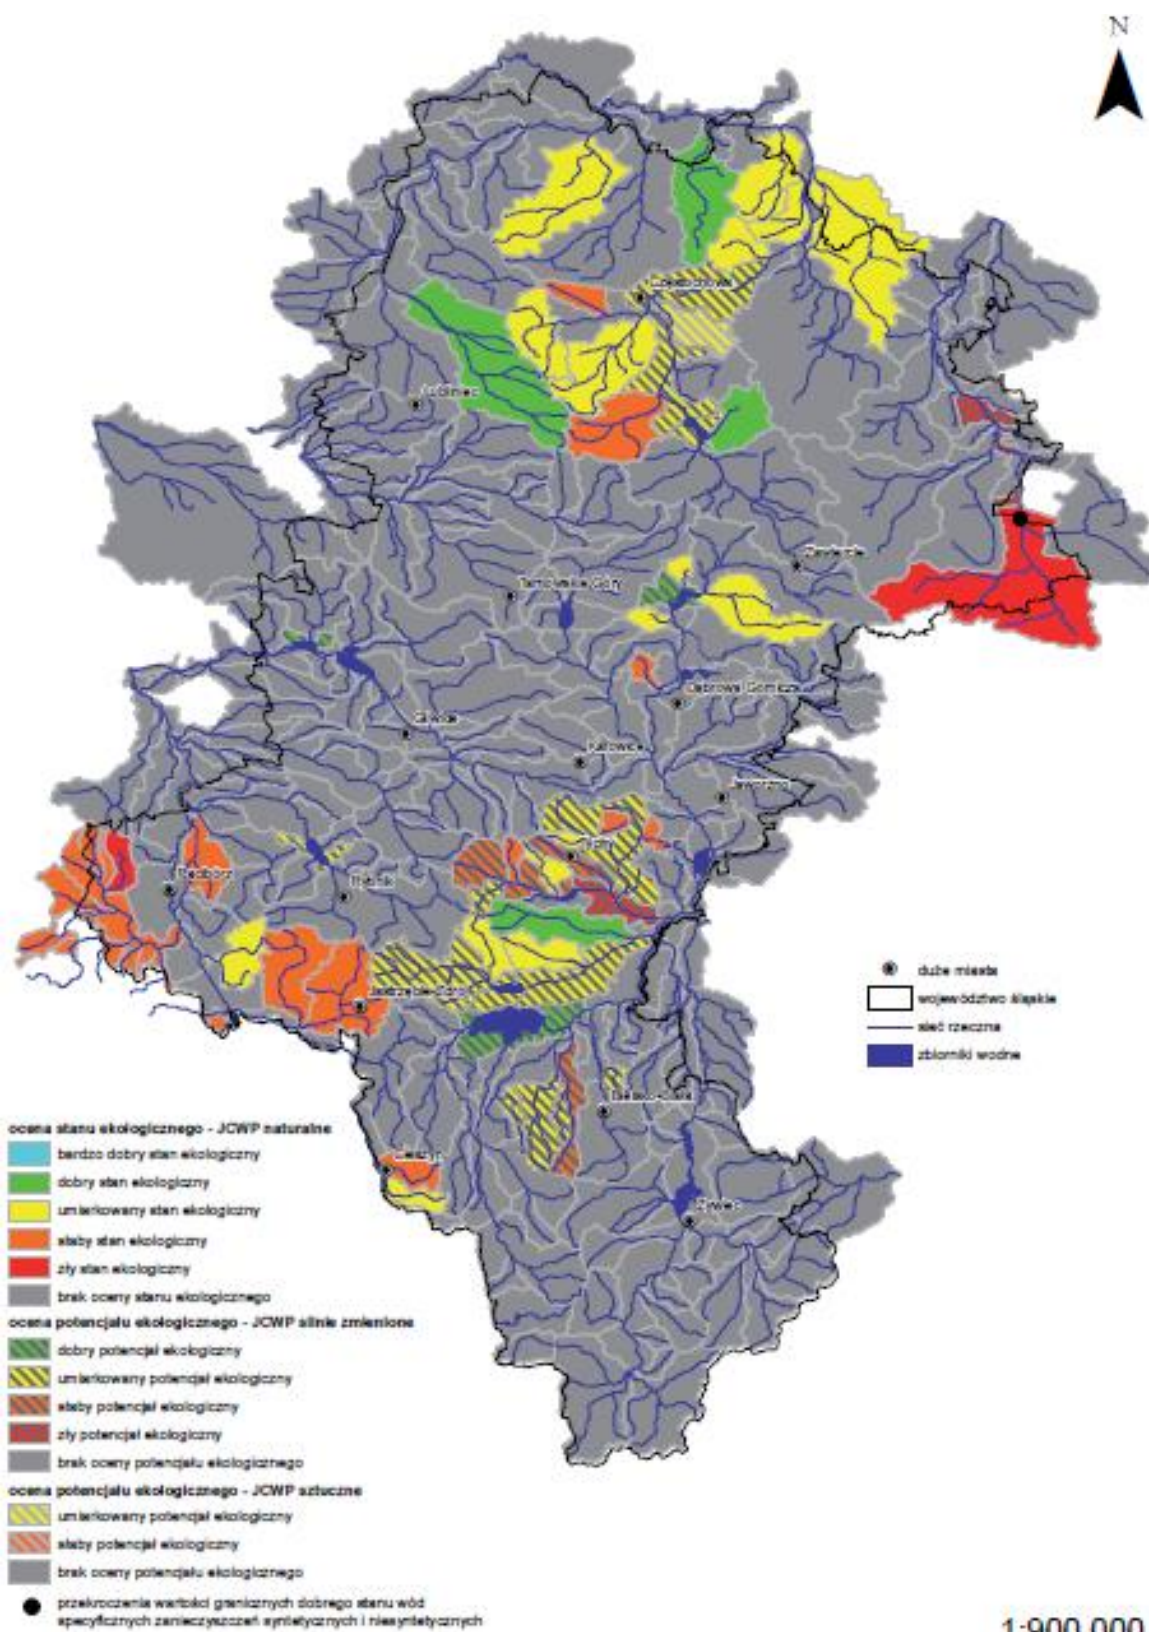 N
Częstochowa
Lubliniec
Zawiercie
Tarnowskie Góry
Dąbrowa Górnicza
Gliwice
Katowice
Jaworzno
Tychy
Racibórz
Rybnik
Jastrzębie-Zdrój
Bielsko-Biała
Cieszyn
Żywiec
duże miasta
województwo śląskie
sieć rzeczna
zbiorniki wodne
ocena stanu ekologicznego - JCWP naturalne
bardzo dobry stan ekologiczny
dobry stan ekologiczny
umiarkowany stan ekologiczny
słaby stan ekologiczny
zły stan ekologiczny
brak oceny stanu ekologicznego
ocena potencjału ekologicznego - JCWP silnie zmienione
dobry potencjał ekologiczny
umiarkowany potencjał ekologiczny
słaby potencjał ekologiczny
zły potencjał ekologiczny
brak oceny potencjału ekologicznego
ocena potencjału ekologicznego - JCWP sztuczne
umiarkowany potencjał ekologiczny
słaby potencjał ekologiczny
brak oceny potencjału ekologicznego
przekroczenia wartości granicznych dobrego stanu wód
specyficznych zanieczyszczeń syntetycznych i niesyntetycznych
1:900 000